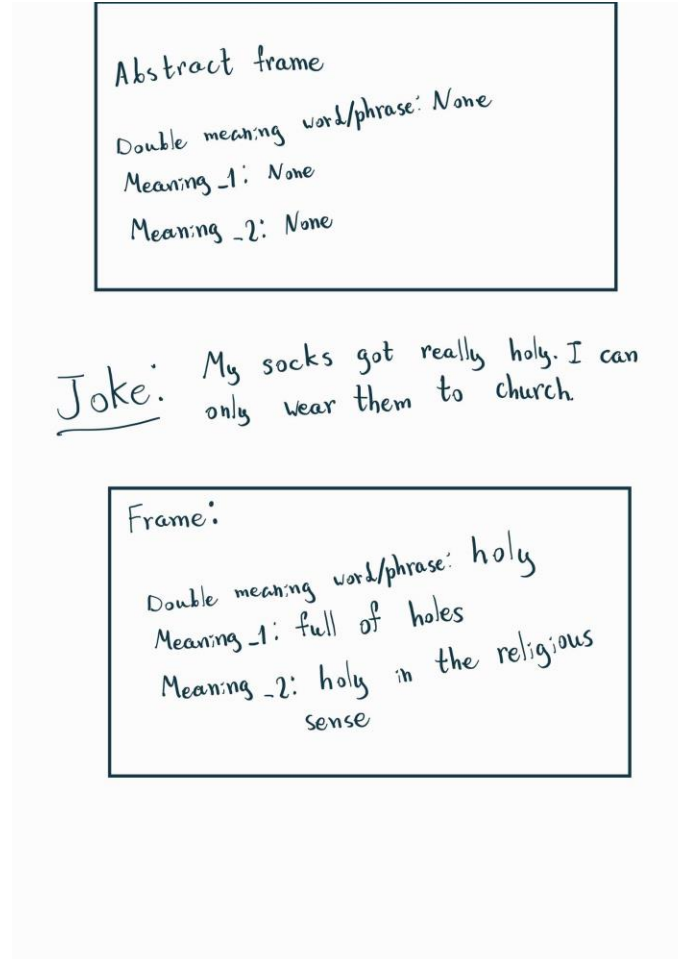 Abstract frame
Double meaning word/phrase: None
Meaning_1: None
Meaning_2: None
Joke: My socks got really holy. I can
only wear them to church.
Frame:
Double meaning word/phrase: holy
Meaning_1: full of holes
Meaning_2: holy in the religious
sense